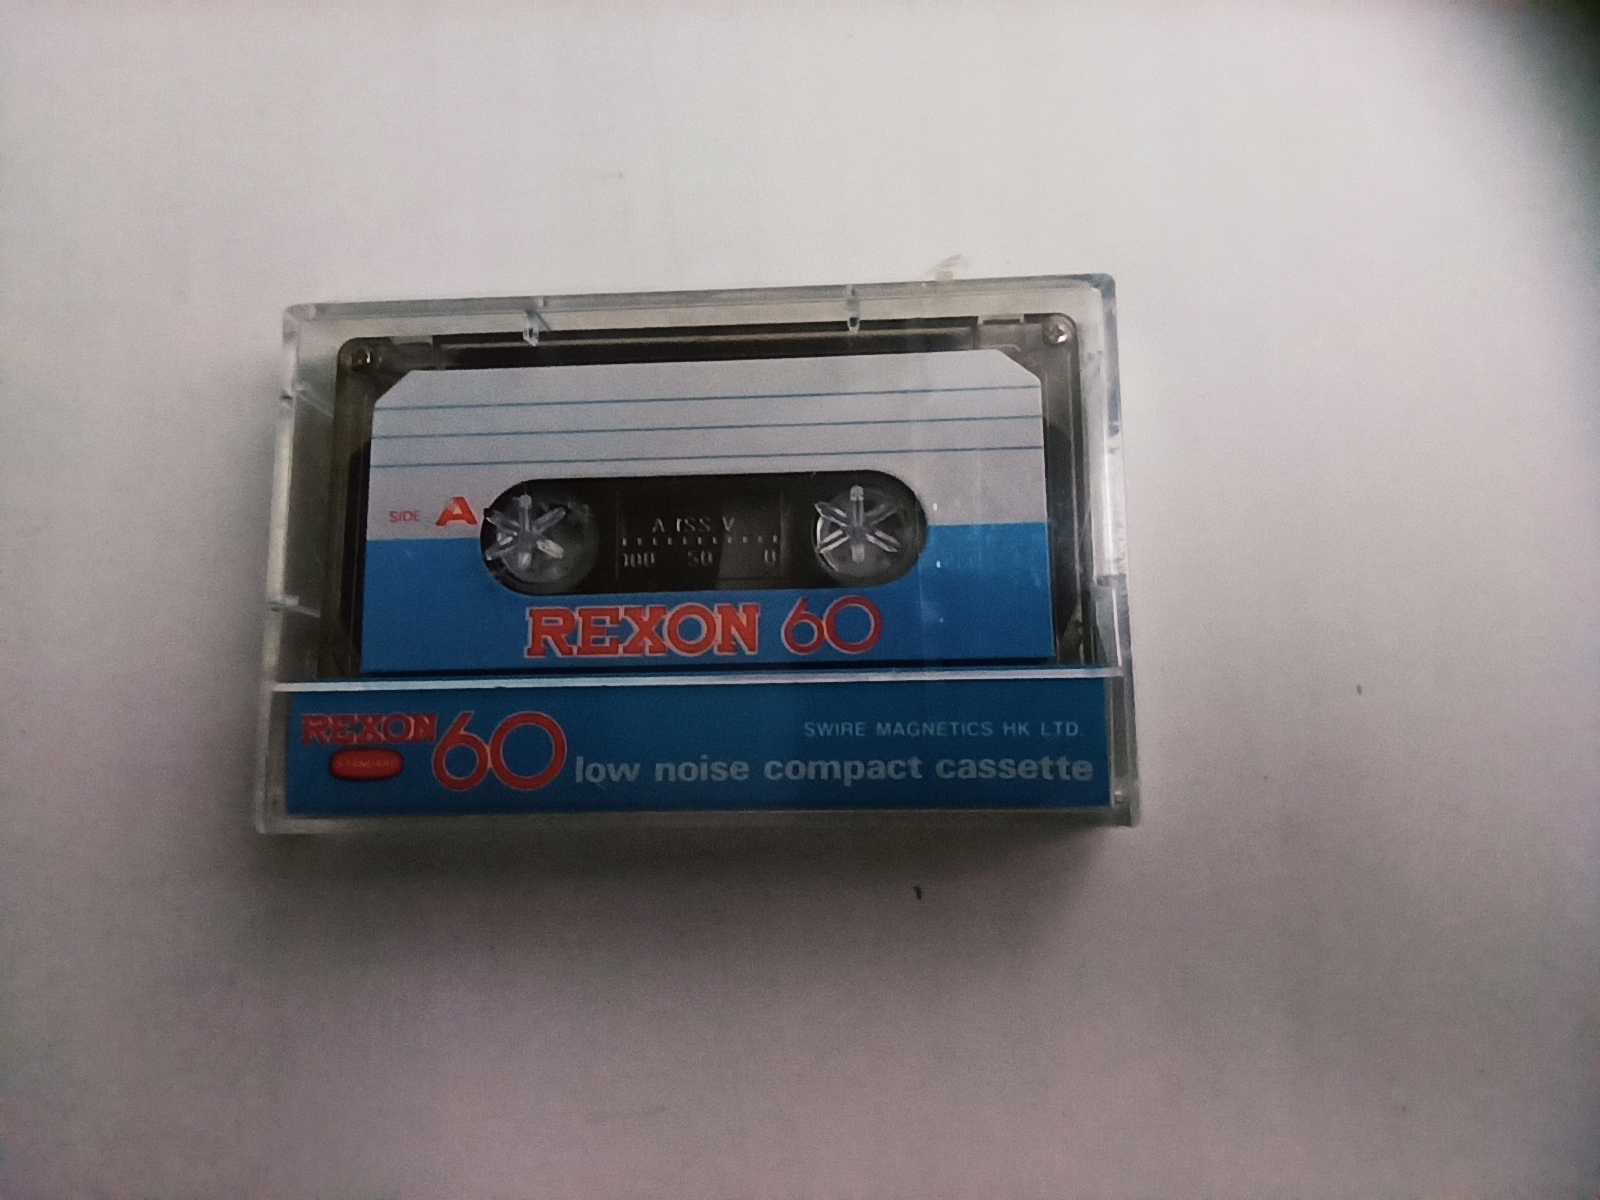 SIDE A
100 50 0
REXON 60
REXON 60
STANDARD
SWIRE MAGNETICS HK LTD.
low noise compact cassette